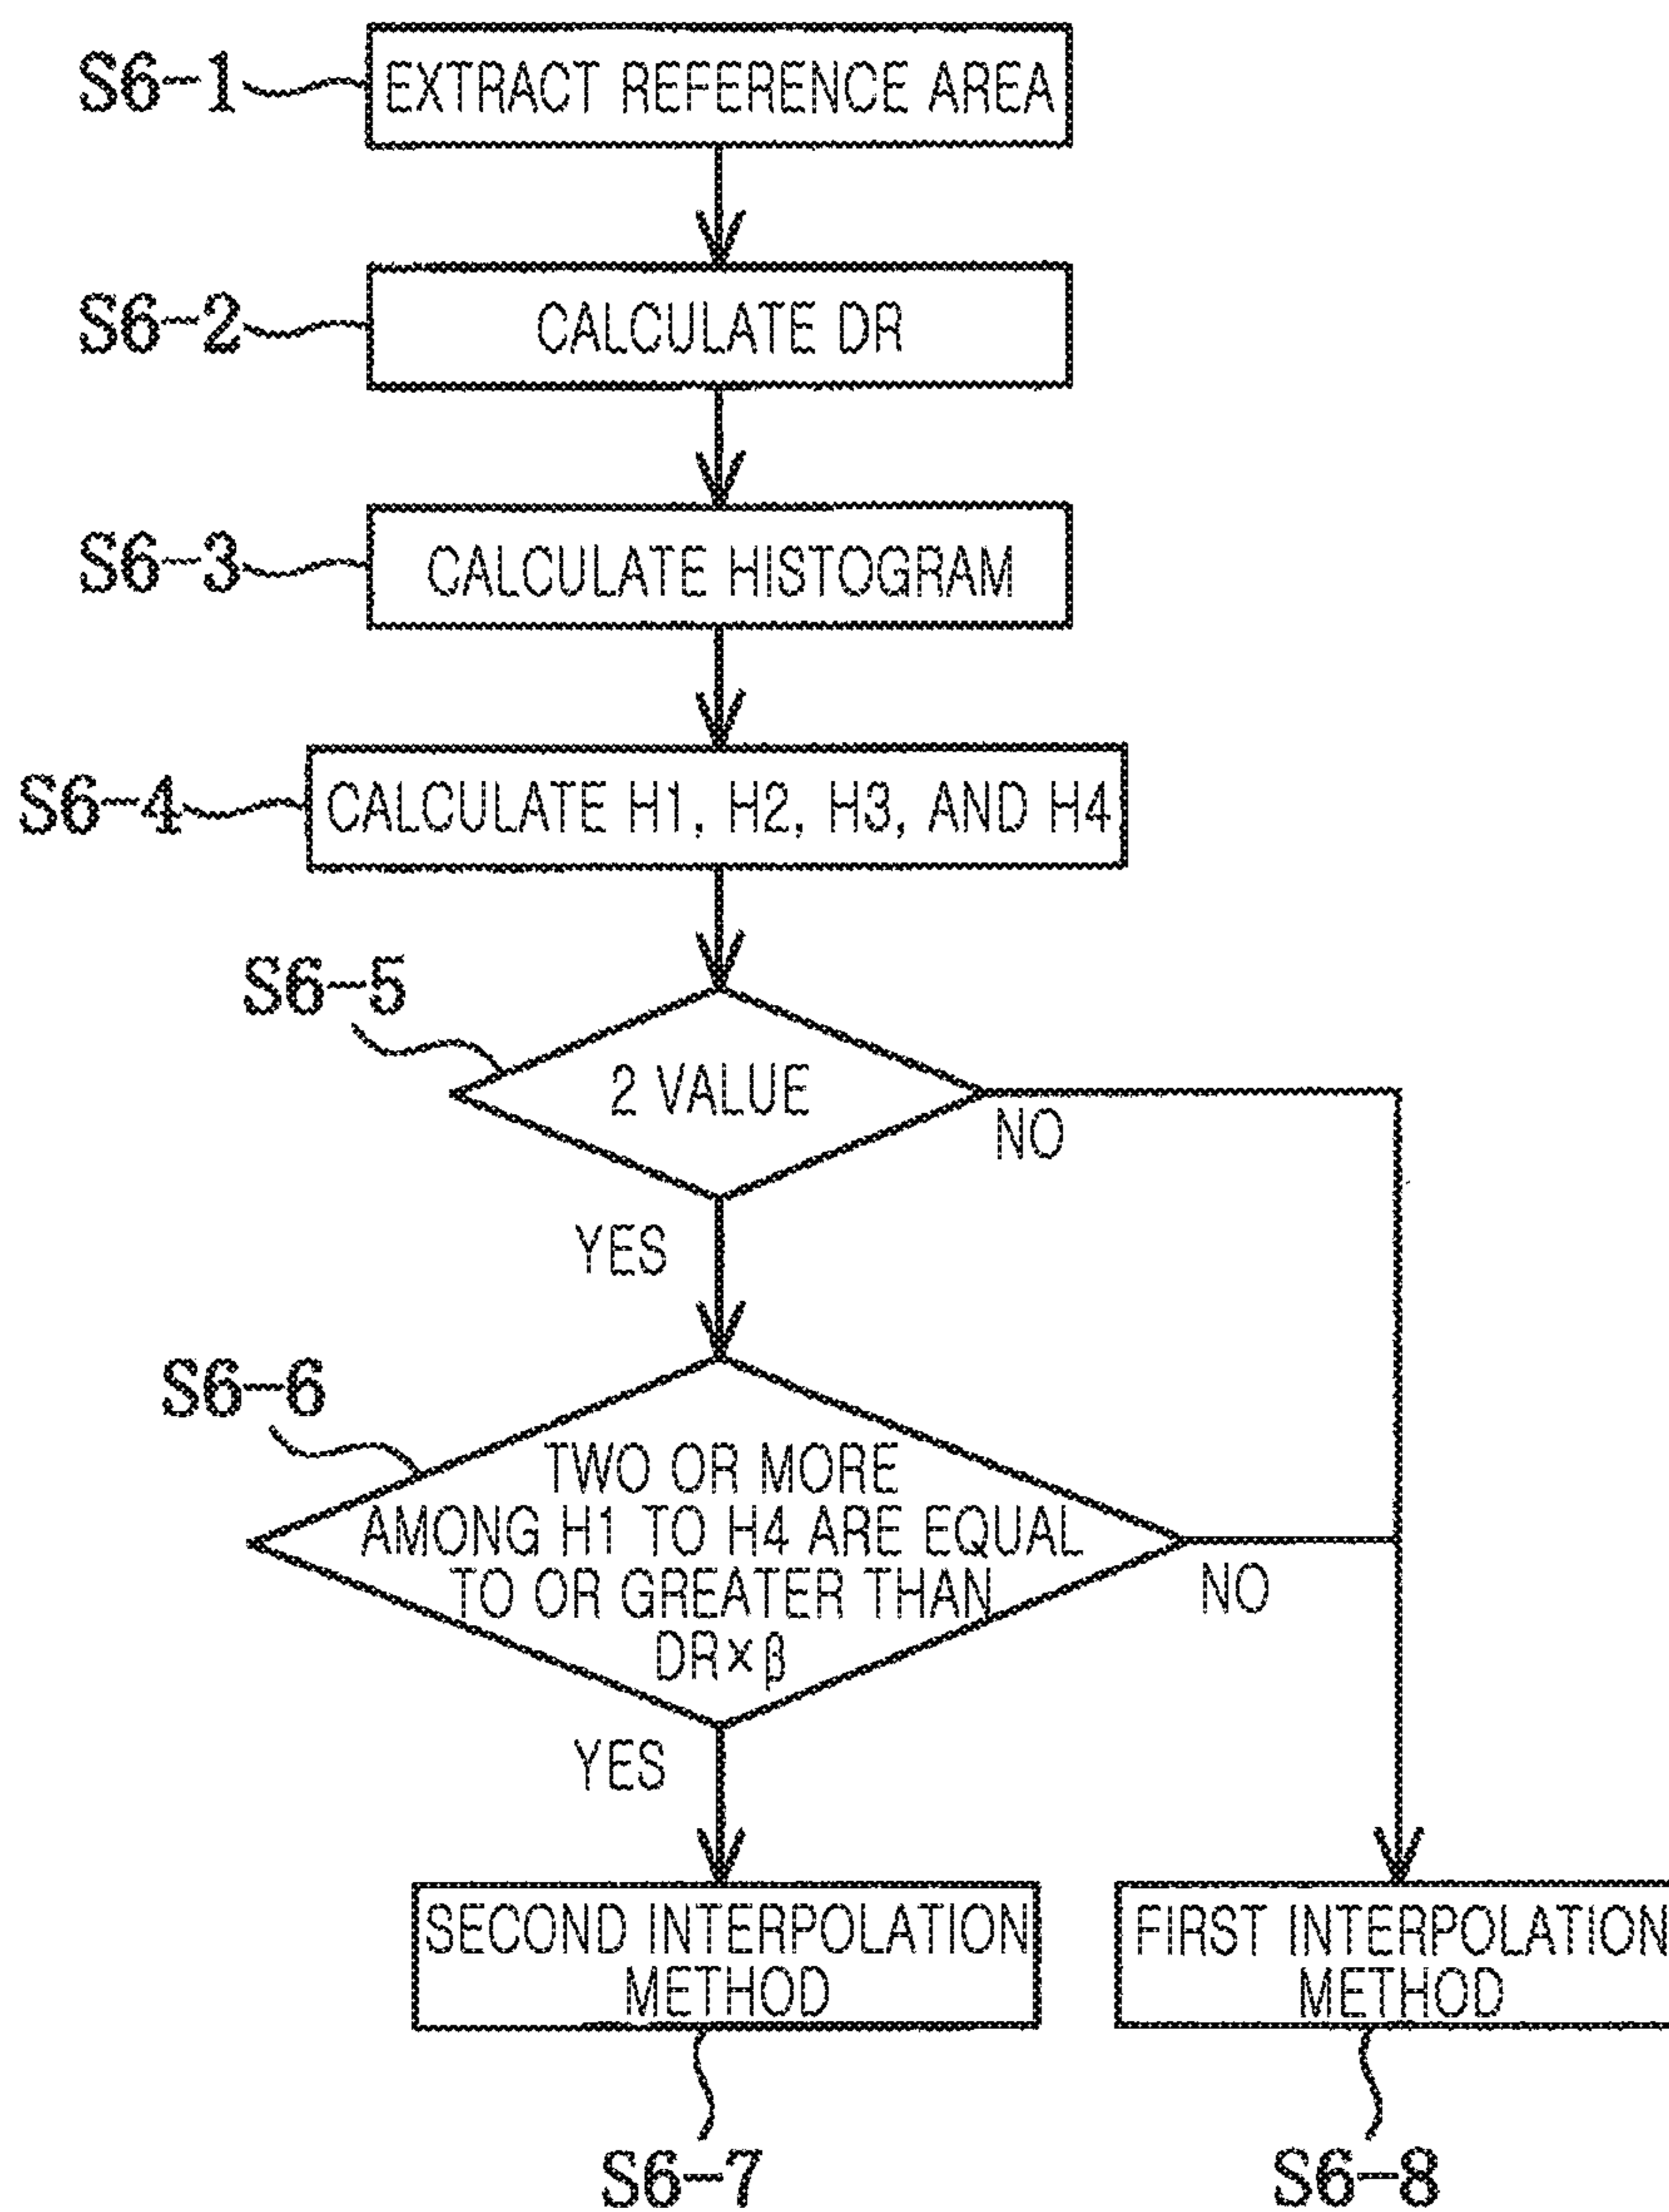 S6-1
EXTRACT REFERENCE AREA
S6-2
CALCULATE DR
S6-3
CALCULATE HISTOGRAM
S6-4
CALCULATE H1, H2, H3, AND H4
S6-5
2 VALUE
NO
YES
S6-6
TWO OR MORE
AMONG H1 TO H4 ARE EQUAL
TO OR GREATER THAN
DR×β
NO
YES
SECOND INTERPOLATION
METHOD
FIRST INTERPOLATION
METHOD
S6-7
S6-8